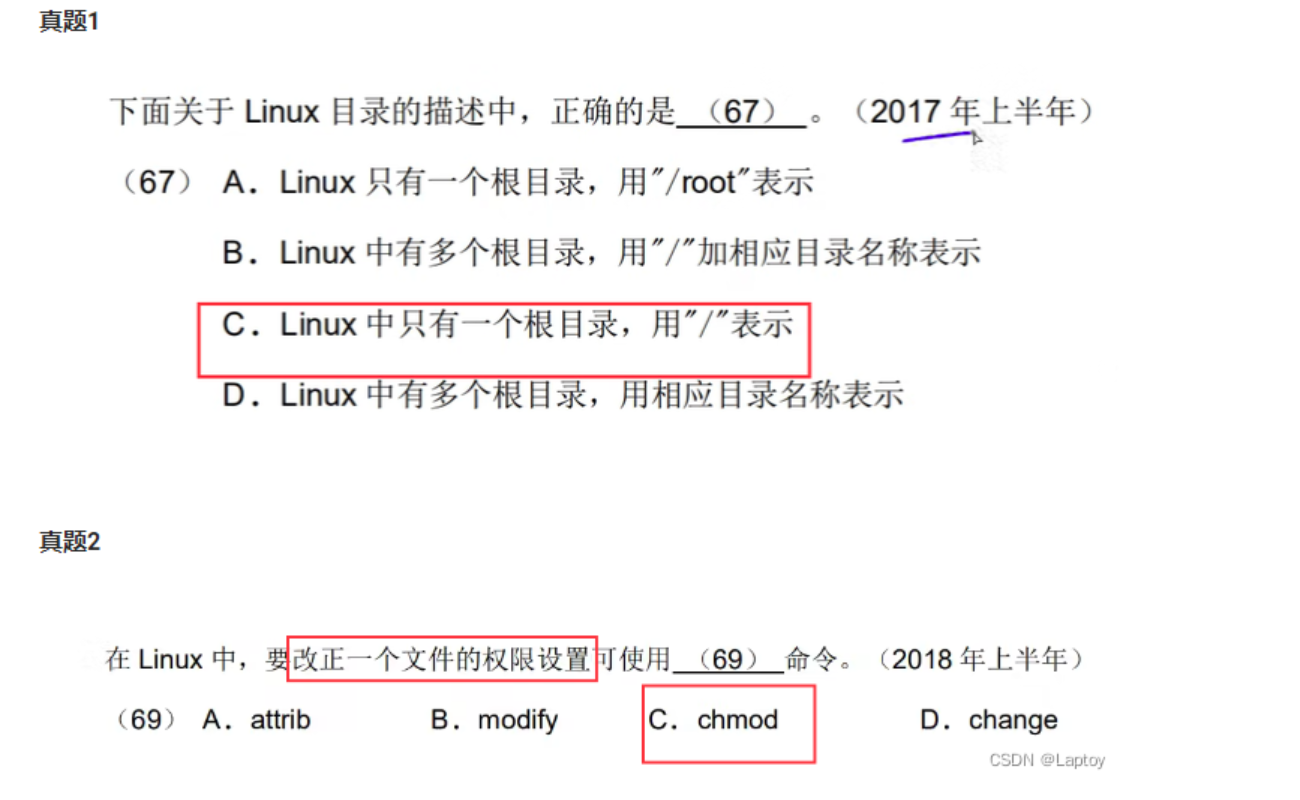 真题1
下面关于 Linux 目录的描述中，正确的是 （67） 。（2017 年上半年）
（67） A．Linux 只有一个根目录，用"/root"表示
B．Linux 中有多个根目录，用"/"加相应目录名称表示
C．Linux 中只有一个根目录，用"/"表示
D．Linux 中有多个根目录，用相应目录名称表示
真题2
在 Linux 中，要改正一个文件的权限设置可使用 （69） 命令。（2018 年上半年）
（69） A．attrib B．modify C．chmod D．change
CSDN @Laptoy